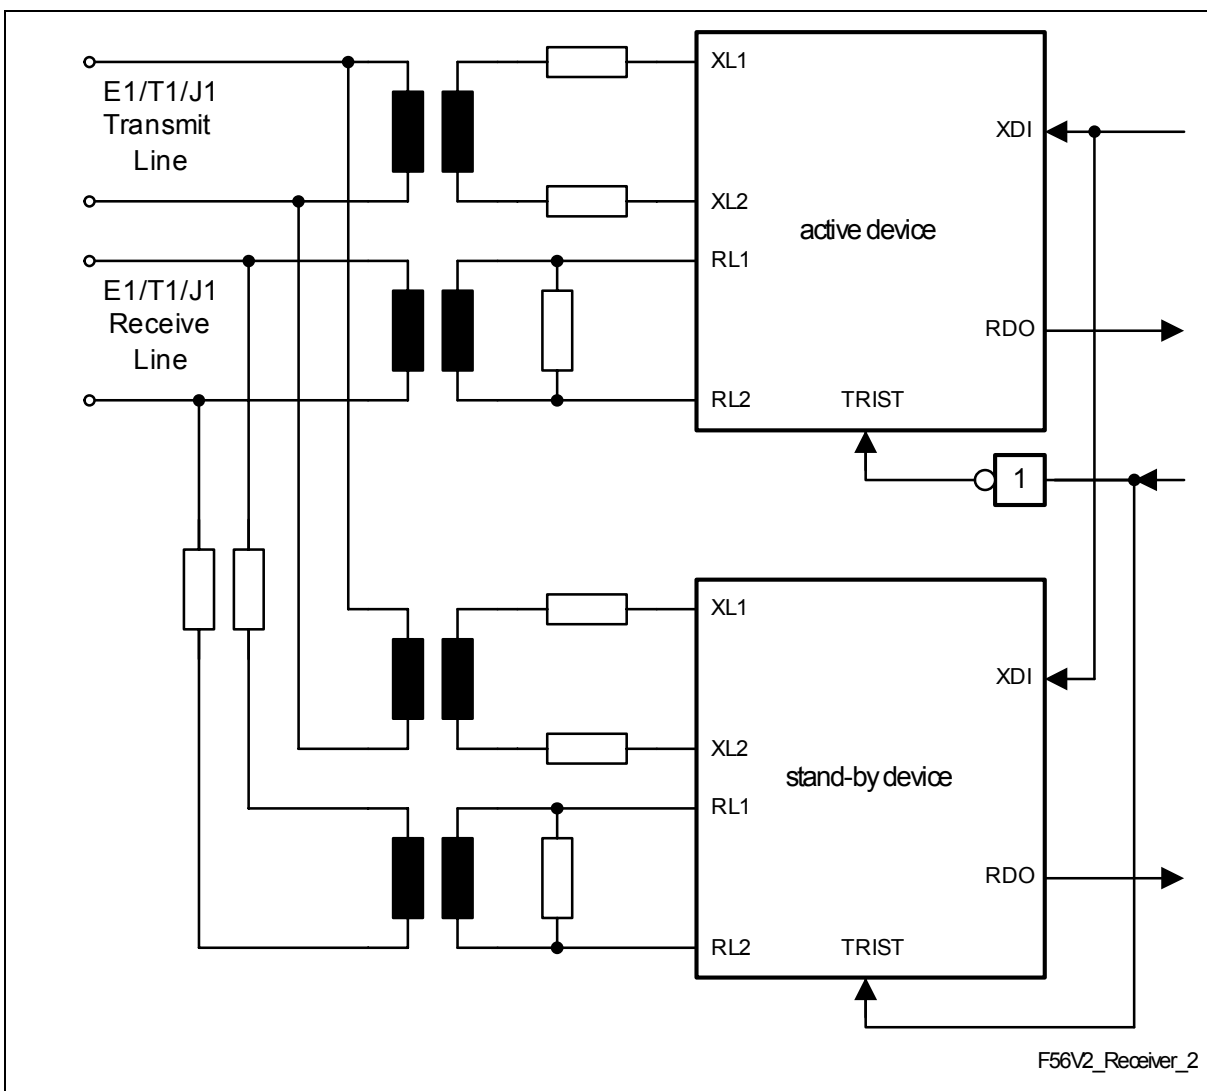 E1/T1/J1
Transmit
Line
E1/T1/J1
Receive
Line
XL1
XDI
XL2
active device
RL1
RDO
RL2
TRIST
1
XL1
XDI
XL2
stand-by device
RL1
RDO
RL2
TRIST
F56V2_Receiver_2